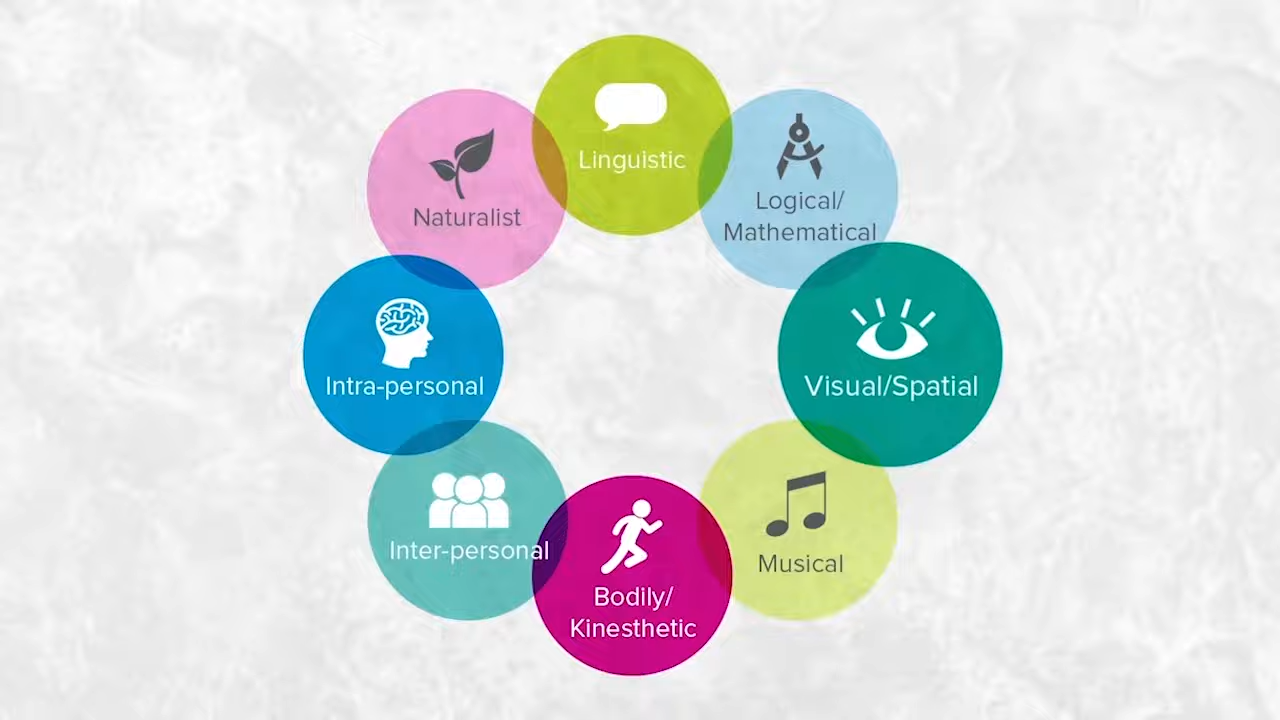 Linguistic
Naturalist
Logical/
Mathematical
Intra-personal
Visual/Spatial
Inter-personal
Musical
Bodily/
Kinesthetic